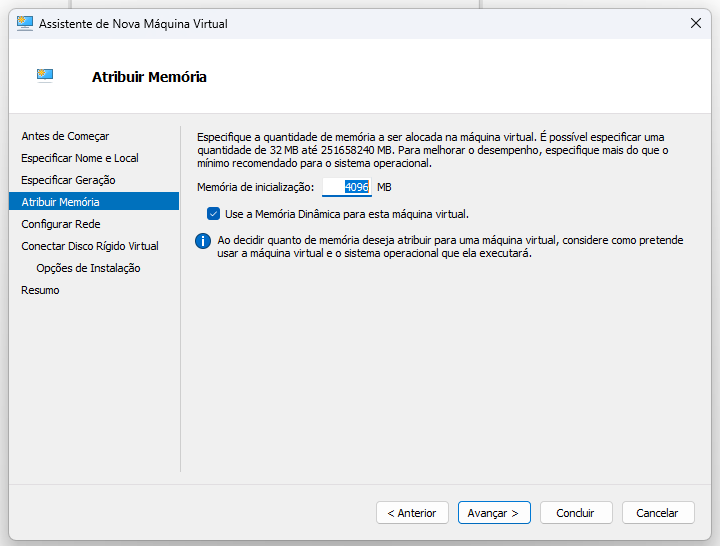 Assistente de Nova Máquina Virtual
Atribuir Memória
Antes de Começar
Especificar Nome e Local
Especificar Geração
Atribuir Memória
Configurar Rede
Conectar Disco Rígido Virtual
Opções de Instalação
Resumo
Especifique a quantidade de memória a ser alocada na máquina virtual. É possível especificar uma
quantidade de 32 MB até 251658240 MB. Para melhorar o desempenho, especifique mais do que o
mínimo recomendado para o sistema operacional.
Memória de inicialização: 4096 MB
Use a Memória Dinâmica para esta máquina virtual.
Ao decidir quanto de memória deseja atribuir para uma máquina virtual, considere como pretende
usar a máquina virtual e o sistema operacional que ela executará.
< Anterior Avançar > Concluir Cancelar